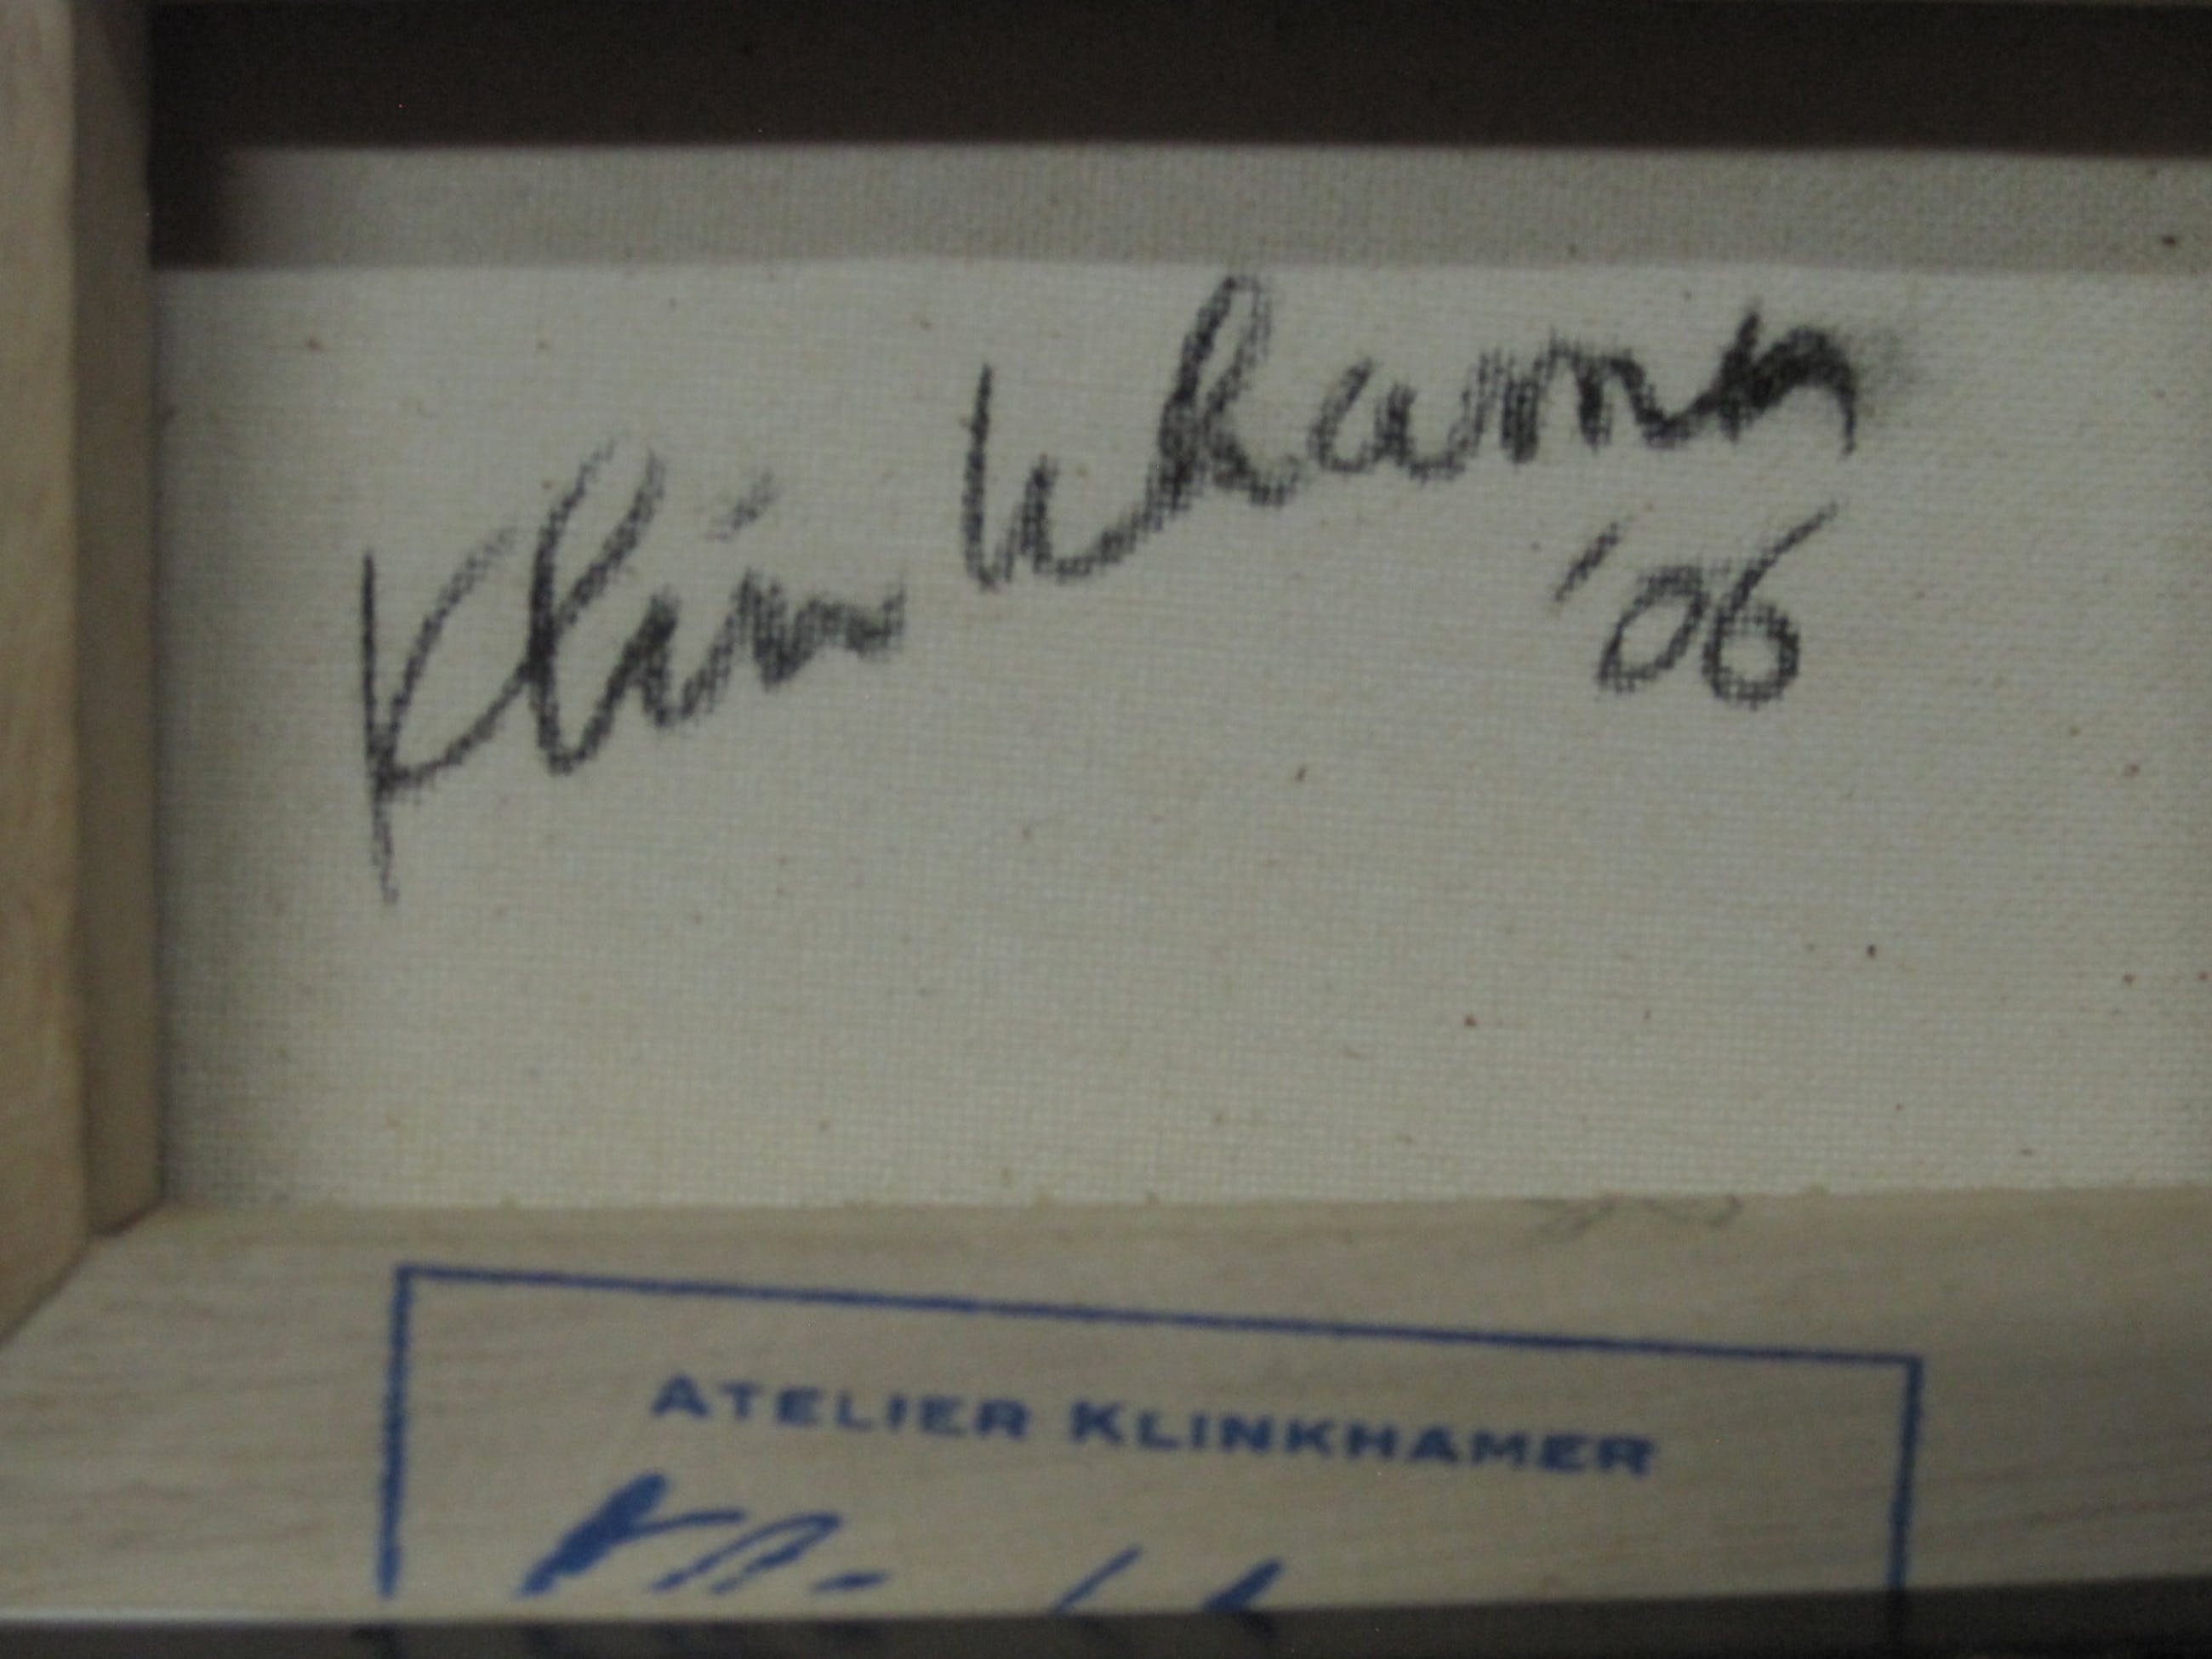 Klinkhamer
'06
ATELIER KLINKHAMER